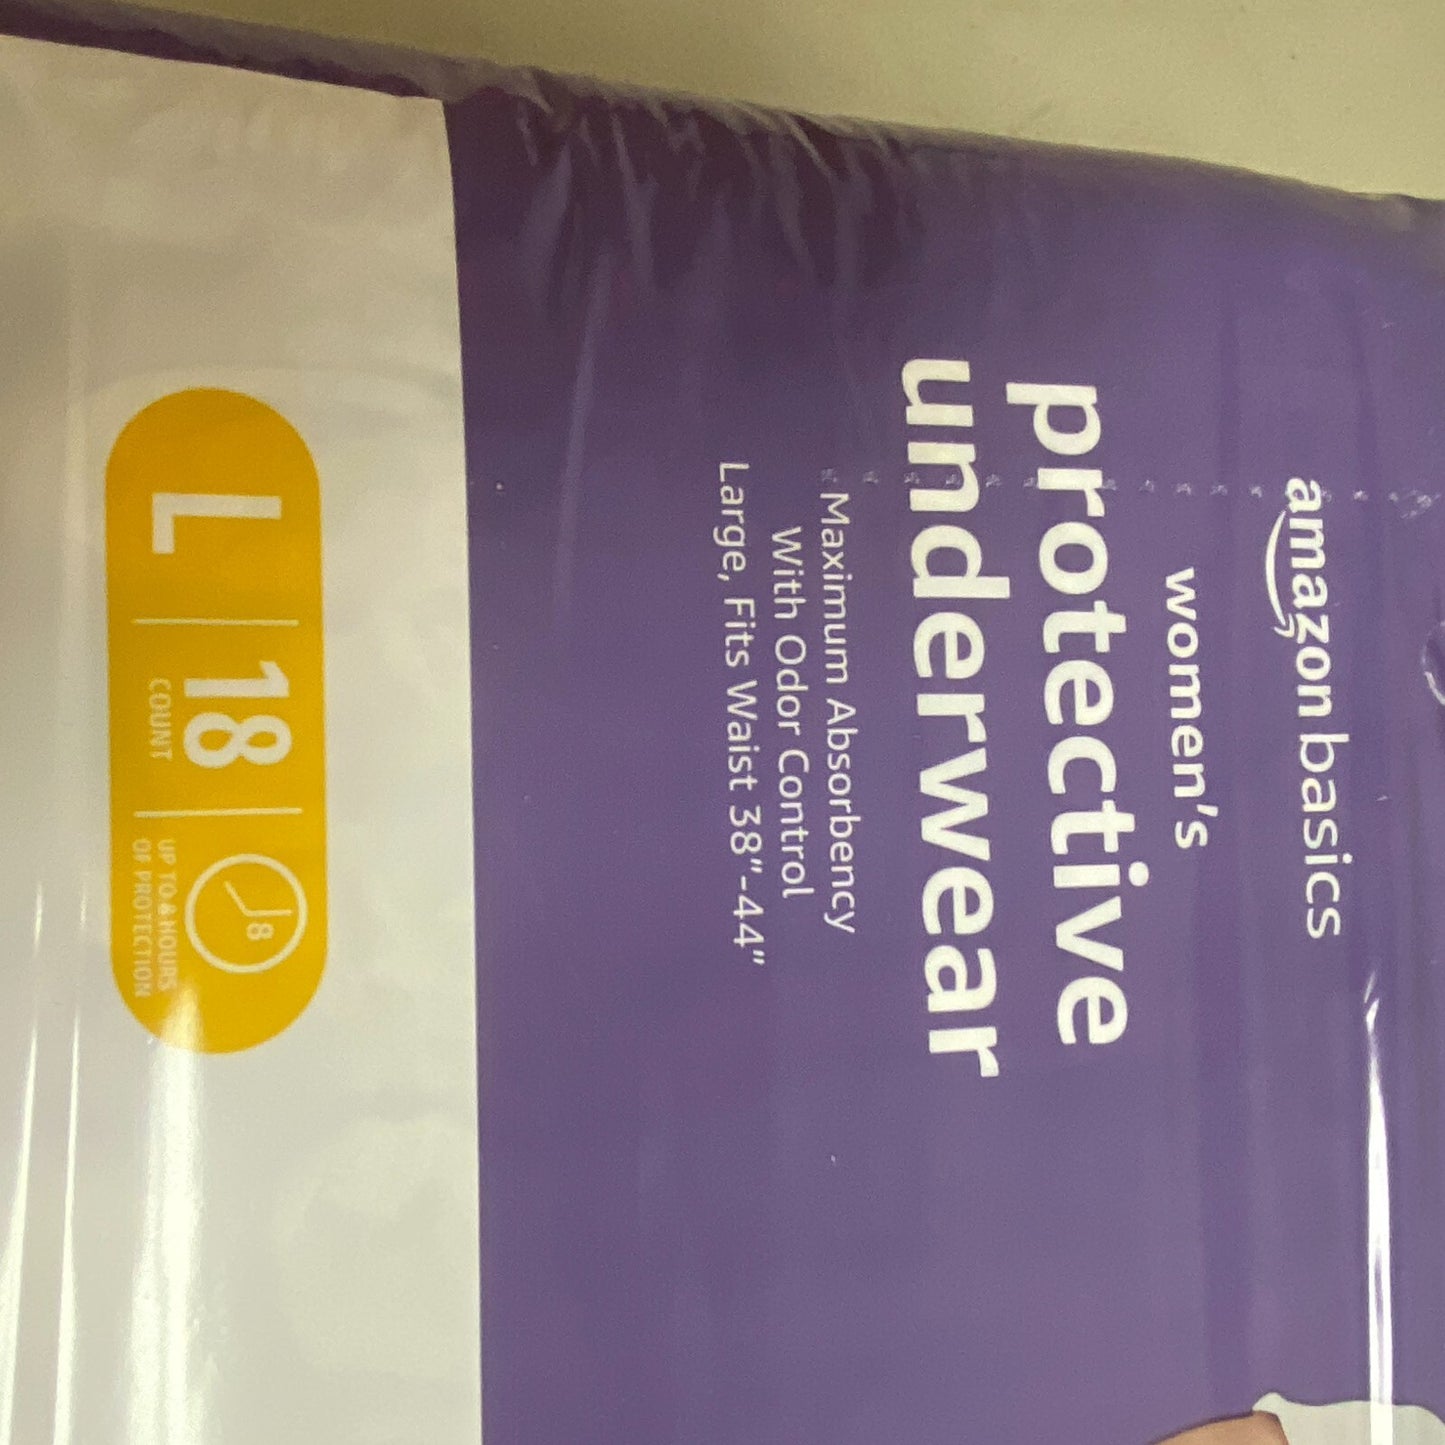 amazon basics
women's
protective
underwear
Maximum Absorbency
With Odor Control
Large, Fits Waist 38"-44"
L
18
COUNT
8
UP TO 8 HOURS
OF PROTECTION